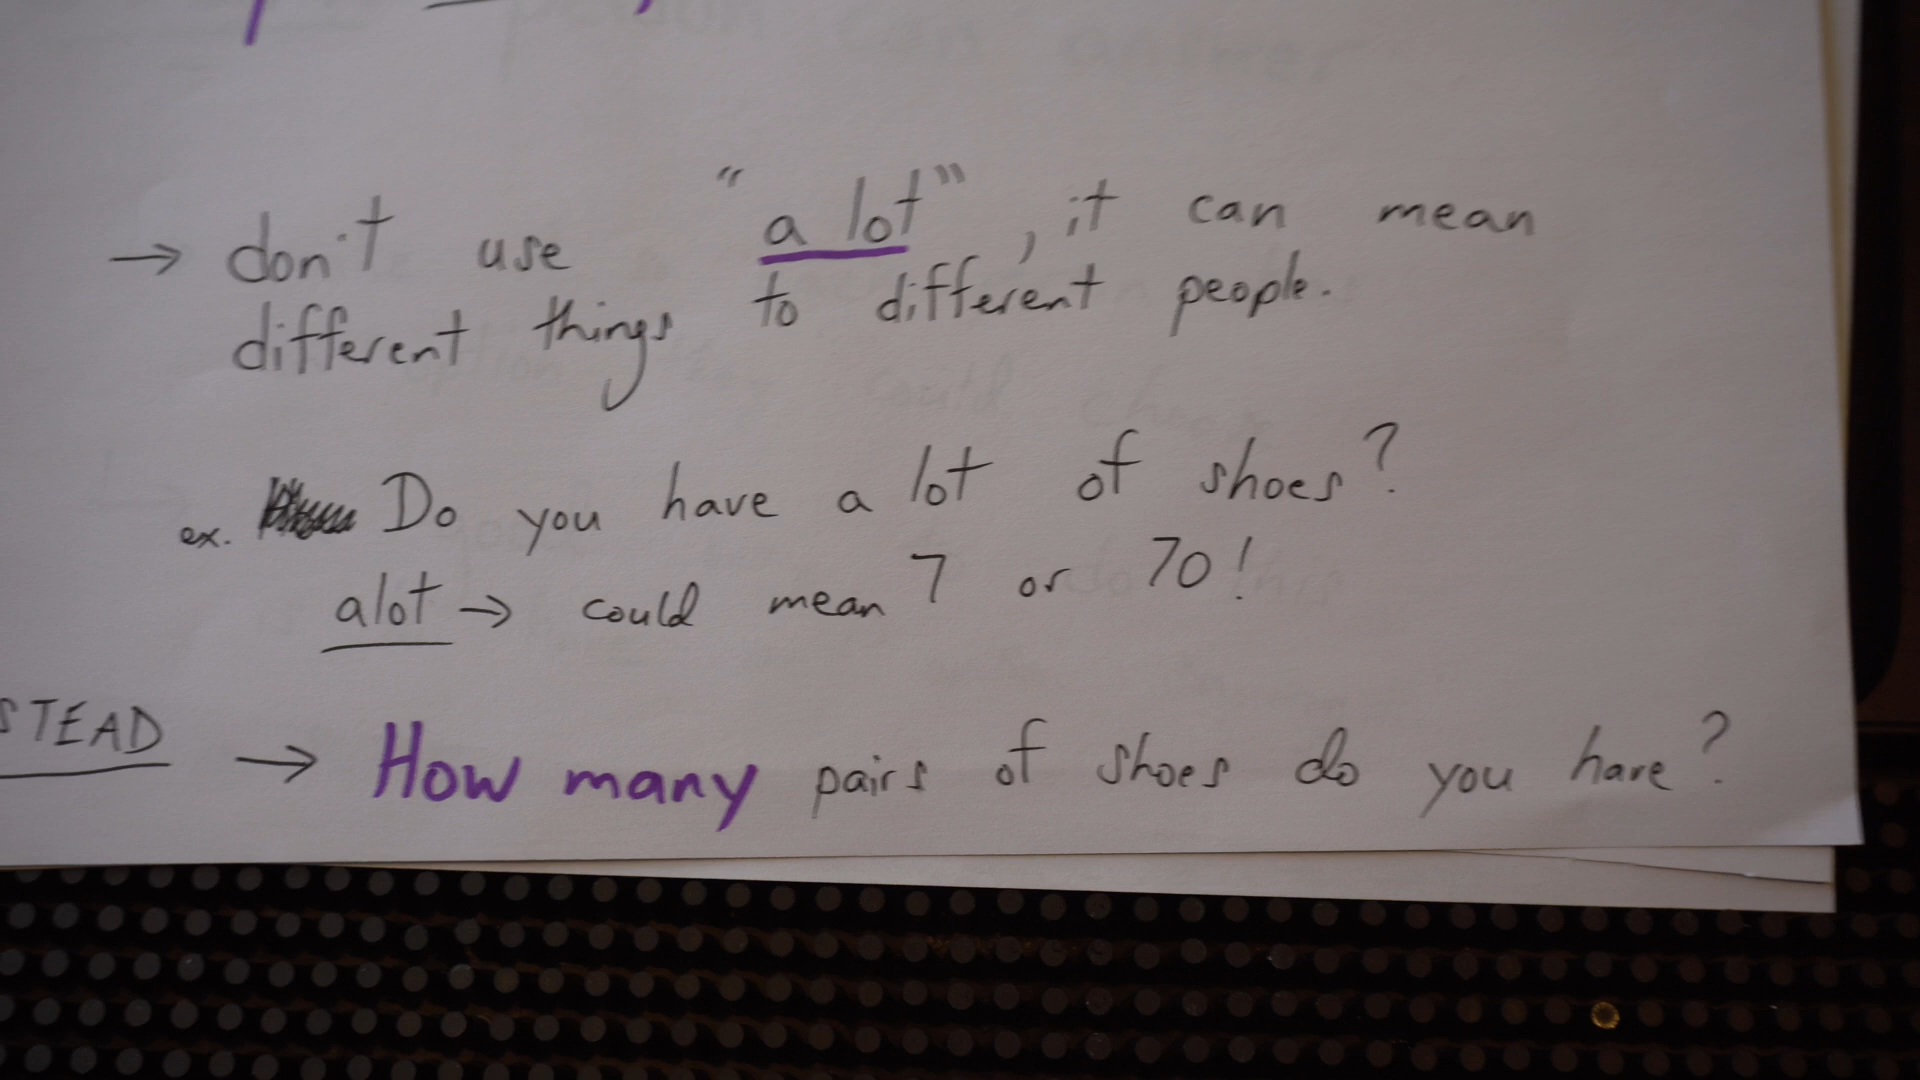 → don't use "a lot", it can mean
different things to different people.
ex. Do you have a lot of shoes?
alot → could mean 7 or 70!
STEAD → How many pairs of shoes do you have?